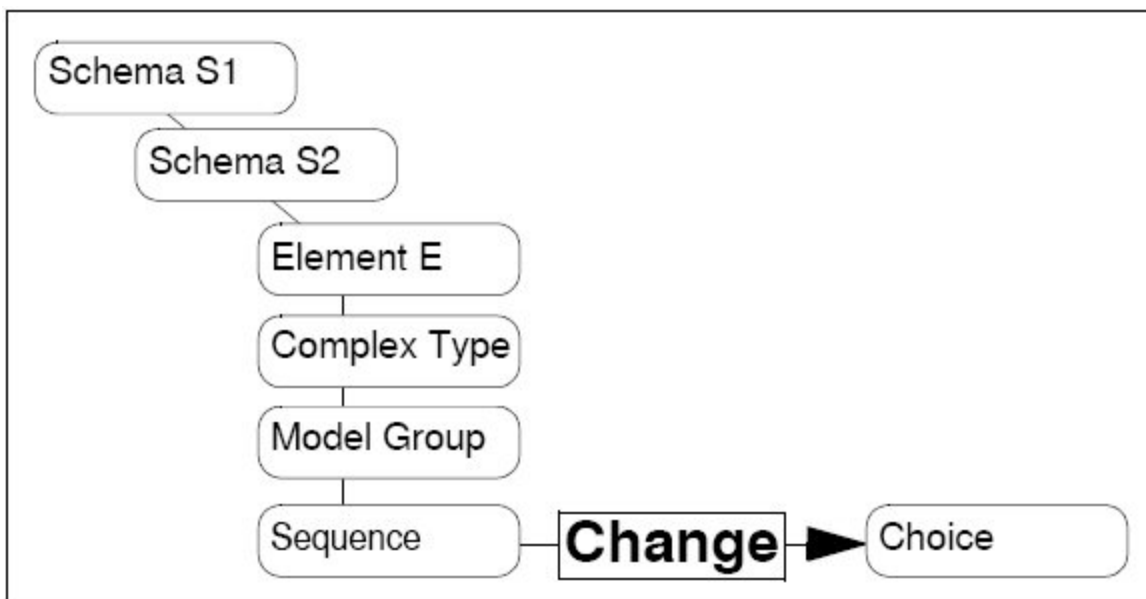 Schema S1
Schema S2
Element E
Complex Type
Model Group
Sequence
Change
Choice